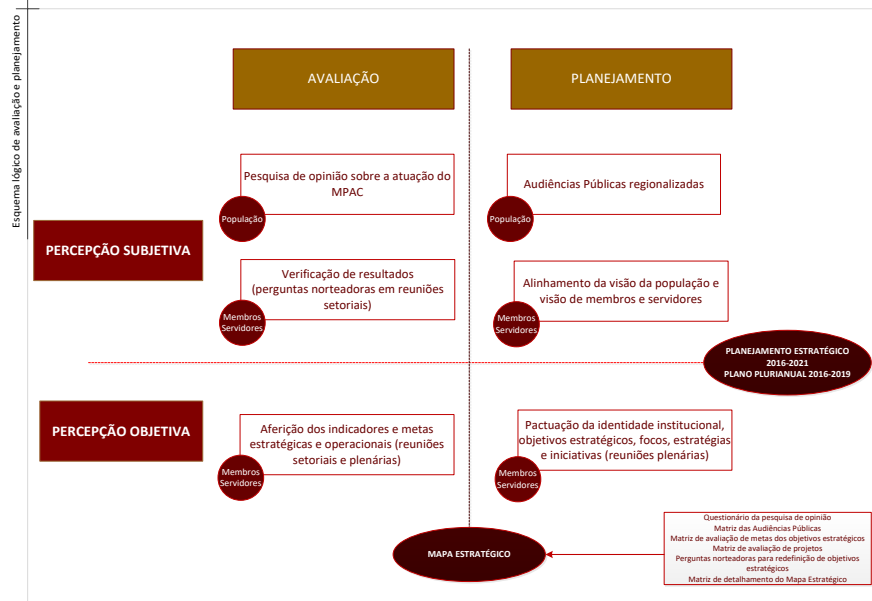 Esquema lógico de avaliação e planejamento
AVALIAÇÃO
PLANEJAMENTO
PERCEPÇÃO SUBJETIVA
Pesquisa de opinião sobre a atuação do
MPAC
População
Audiências Públicas regionalizadas
População
Verificação de resultados
(perguntas norteadoras em reuniões
setoriais)
Membros
Servidores
Alinhamento da visão da população e
visão de membros e servidores
Membros
Servidores
PLANEJAMENTO ESTRATÉGICO
2016-2021
PLANO PLURIANUAL 2016-2019
PERCEPÇÃO OBJETIVA
Aferição dos indicadores e metas
estratégicas e operacionais (reuniões
setoriais e plenárias)
Membros
Servidores
Pactuação da identidade institucional,
objetivos estratégicos, focos, estratégias
e iniciativas (reuniões plenárias)
Membros
Servidores
MAPA ESTRATÉGICO
Questionário da pesquisa de opinião
Matriz das Audiências Públicas
Matriz de avaliação de metas dos objetivos estratégicos
Matriz de avaliação de projetos
Perguntas norteadoras para redefinição de objetivos
estratégicos
Matriz de detalhamento do Mapa Estratégico